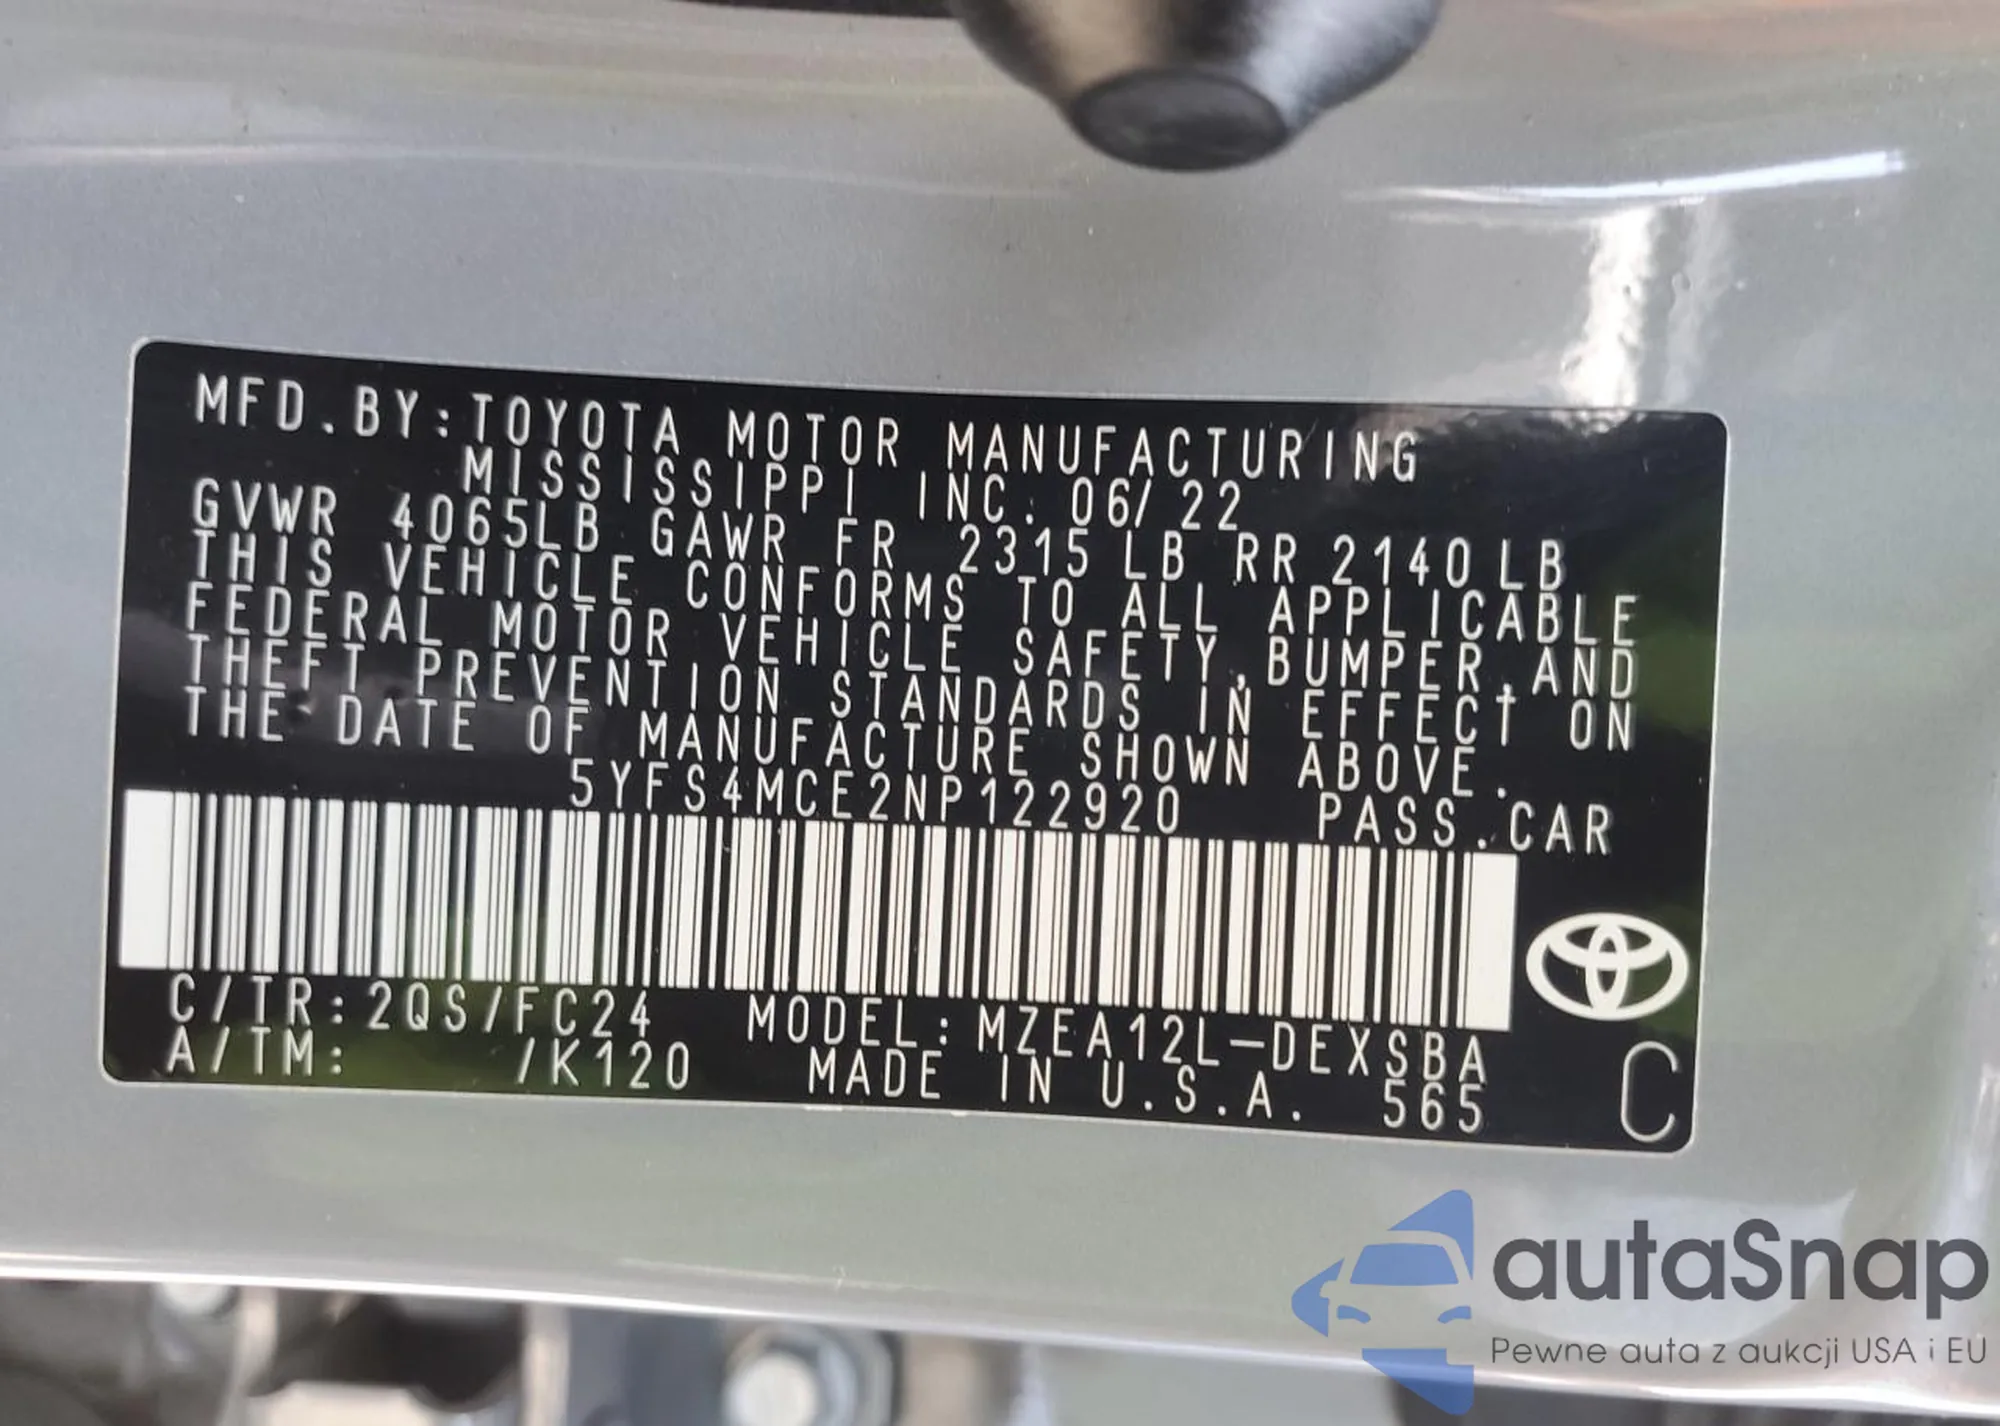 MFD.BY:TOYOTA MOTOR MANUFACTURING
MISSISSIPPI INC. 06/22
GVWR 4065LB GAWR FR 2315LB RR 2140LB
THIS VEHICLE CONFORMS TO ALL APPLICABLE
FEDERAL MOTOR VEHICLE SAFETY,BUMPER,AND
THEFT PREVENTION STANDARDS IN EFFECT ON
THE DATE OF MANUFACTURE SHOWN ABOVE.
5YFS4MCE2NP122920 PASS.CAR
C/TR:2QS/FC24 MODEL:MZEA12L-DEXSBA
A/TM: /K120 MADE IN U.S.A. 565
C
autaSnap
Pewne auta z aukcji USA i EU